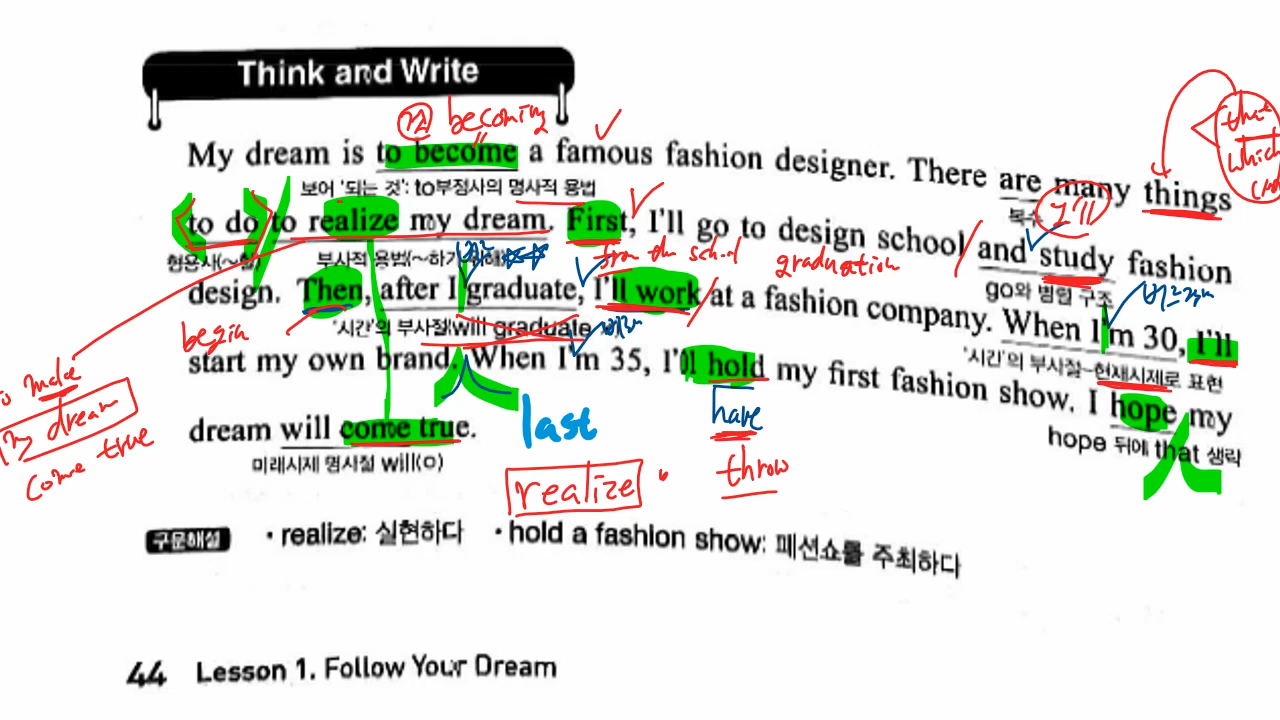 Think and Write
becoming
My dream is to become a famous fashion designer. There are many things
that
which
보어 '되는 것': to부정사의 명사적 용법
복수
I'll
to do to realize my dream. First, I'll go to design school and study fashion
형용사(~할)
부사적 용법(~하기 위해)
from the school
graduation
go와 병렬 구조
design. Then, after I graduate, I'll work at a fashion company. When I'm 30, I'll
begin
'시간'의 부사절(will graduate
'시간'의 부사절-현재시제로 표현
start my own brand. When I'm 35, I'll hold my first fashion show. I hope my
make
my dream
come true
last
have
throw
hope 뒤에 that 생략
dream will come true.
미래시제 명사절 will(O)
realize
구문해설 • realize: 실현하다 • hold a fashion show: 패션쇼를 주최하다
44 Lesson 1. Follow Your Dream